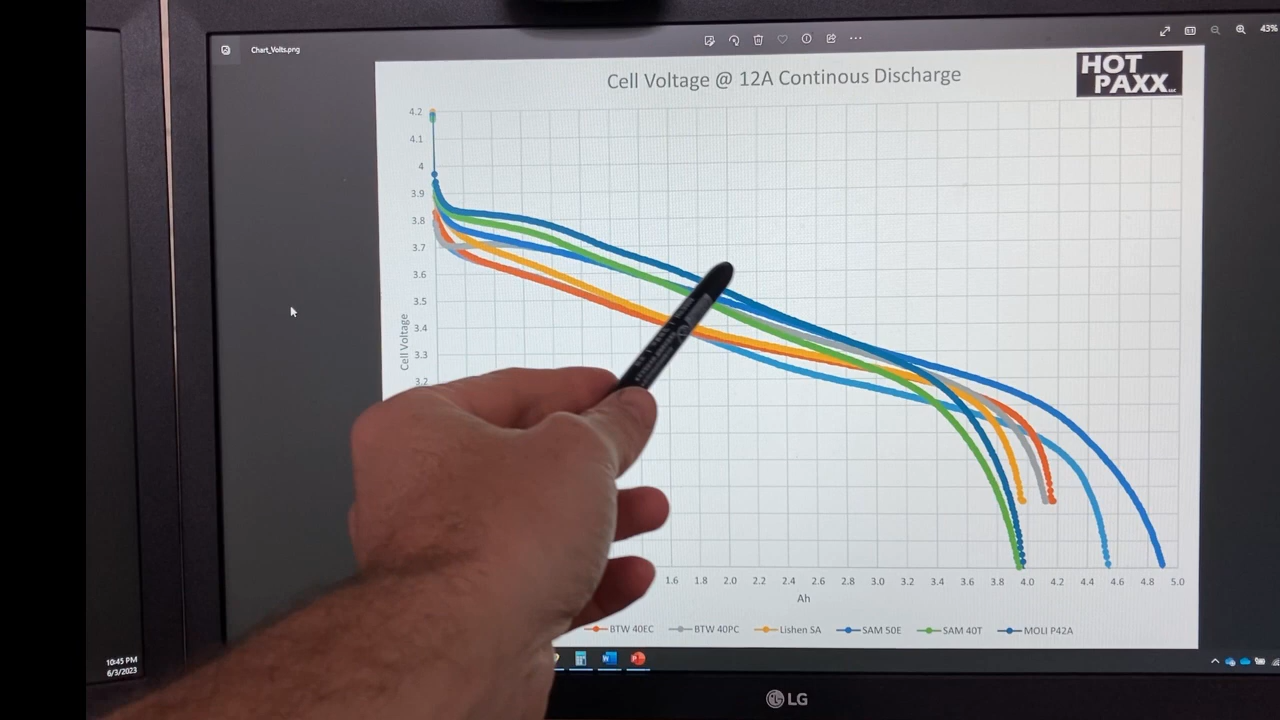 Chart_Volts.png
43%
Cell Voltage @ 12A Continous Discharge
HOT
PAXX LLC
4.2
4.1
4
3.9
3.8
3.7
3.6
3.5
3.4
3.3
3.2
Cell Voltage
1.6 1.8 2.0 2.2 2.4 2.6 2.8 3.0 3.2 3.4 3.6 3.8 4.0 4.2 4.4 4.6 4.8 5.0
Ah
BTW 40EC BTW 40PC Lishen SA SAM 50E SAM 40T MOLI P42A
10:45 PM
6/3/2023
LG